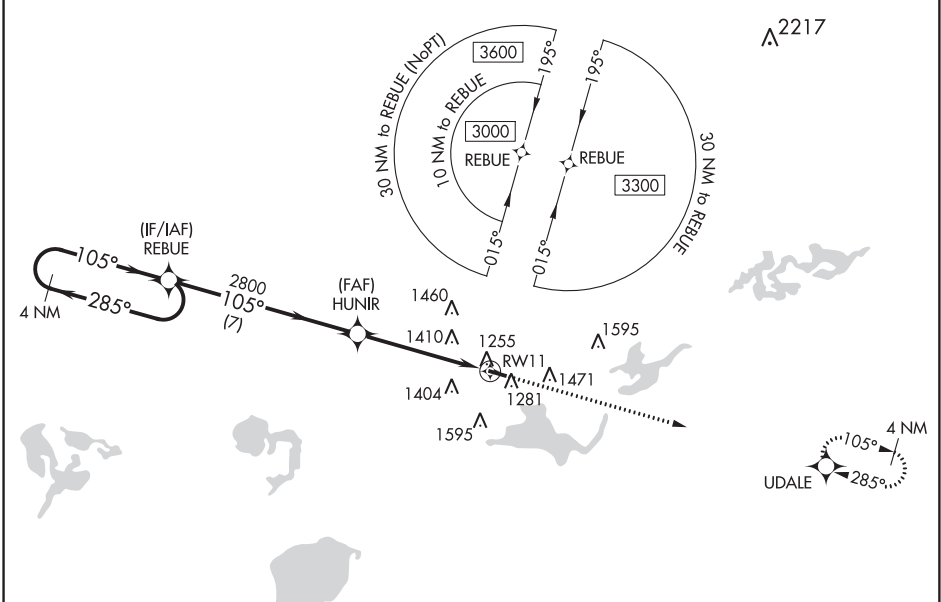 2217
30 NM to REBUE (NoPT)
3600
195°
195°
10 NM to REBUE
3000
REBUE
REBUE
3300
30 NM to REBUE
015°
015°
(IF/IAF)
REBUE
105°
285°
4 NM
2800
105°
(7)
(FAF)
HUNIR
1460
1410
1255
RW11
1595
1404
1471
1281
1595
4 NM
105°
285°
UDALE